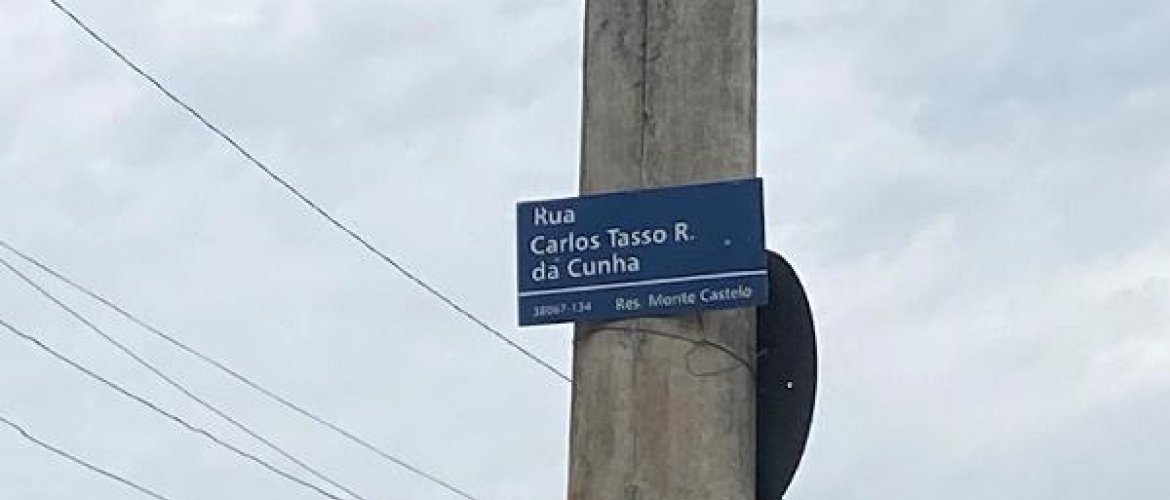 Rua
Carlos Tasso R.
da Cunha
38067-134 Res. Monte Castelo